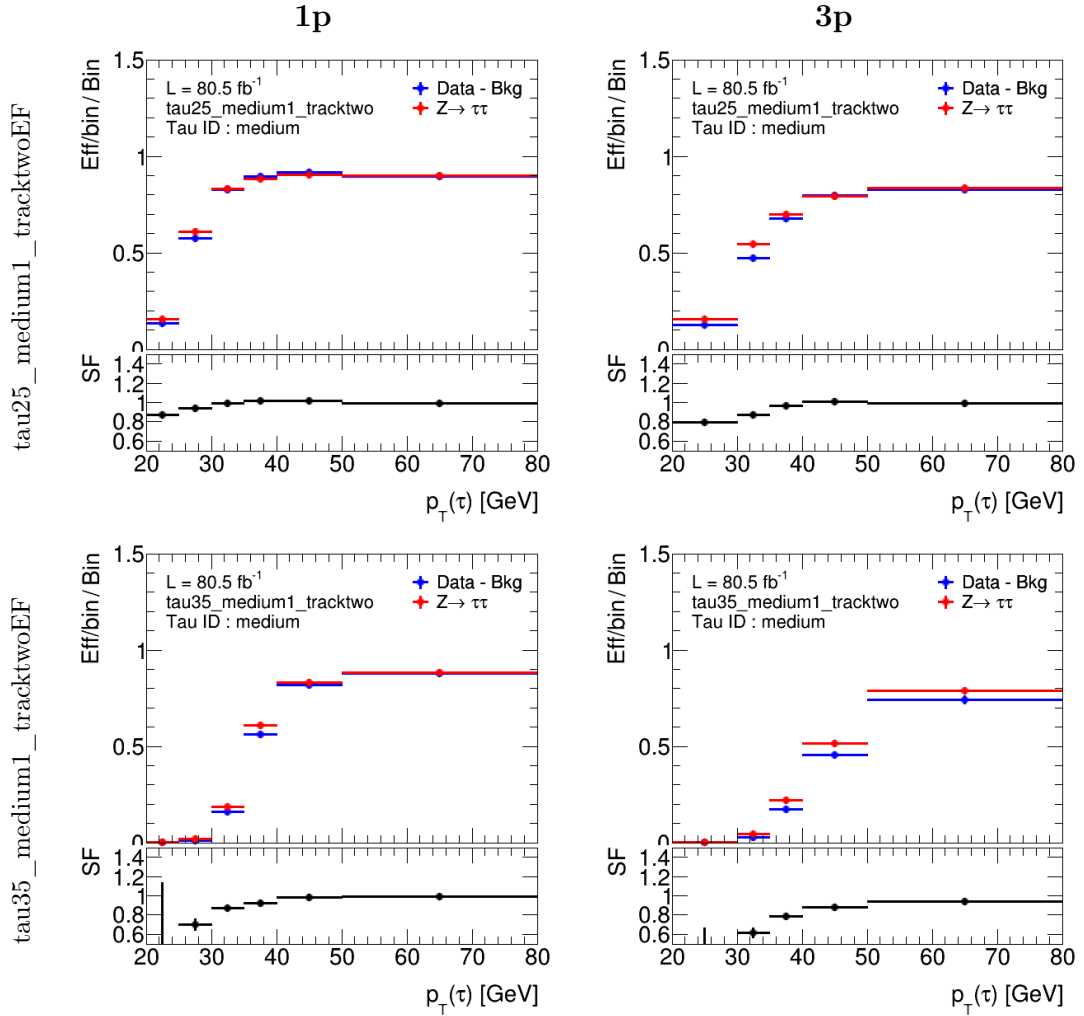 1p
3p
tau25_medium1_tracktwoEF
Eff/bin / Bin
1.5
1
0.5
0
L = 80.5 fb-1
tau25_medium1_tracktwo
Tau ID : medium
Data - Bkg
Z→ ττ
SF
1.4
1.2
1
0.8
0.6
20 30 40 50 60 70 80
pT(τ) [GeV]
Eff/bin / Bin
1.5
1
0.5
0
L = 80.5 fb-1
tau25_medium1_tracktwo
Tau ID : medium
Data - Bkg
Z→ ττ
SF
1.4
1.2
1
0.8
0.6
20 30 40 50 60 70 80
pT(τ) [GeV]
tau35_medium1_tracktwoEF
Eff/bin / Bin
1.5
1
0.5
0
L = 80.5 fb-1
tau35_medium1_tracktwo
Tau ID : medium
Data - Bkg
Z→ ττ
SF
1.4
1.2
1
0.8
0.6
20 30 40 50 60 70 80
pT(τ) [GeV]
Eff/bin / Bin
1.5
1
0.5
0
L = 80.5 fb-1
tau35_medium1_tracktwo
Tau ID : medium
Data - Bkg
Z→ ττ
SF
1.4
1.2
1
0.8
0.6
20 30 40 50 60 70 80
pT(τ) [GeV]